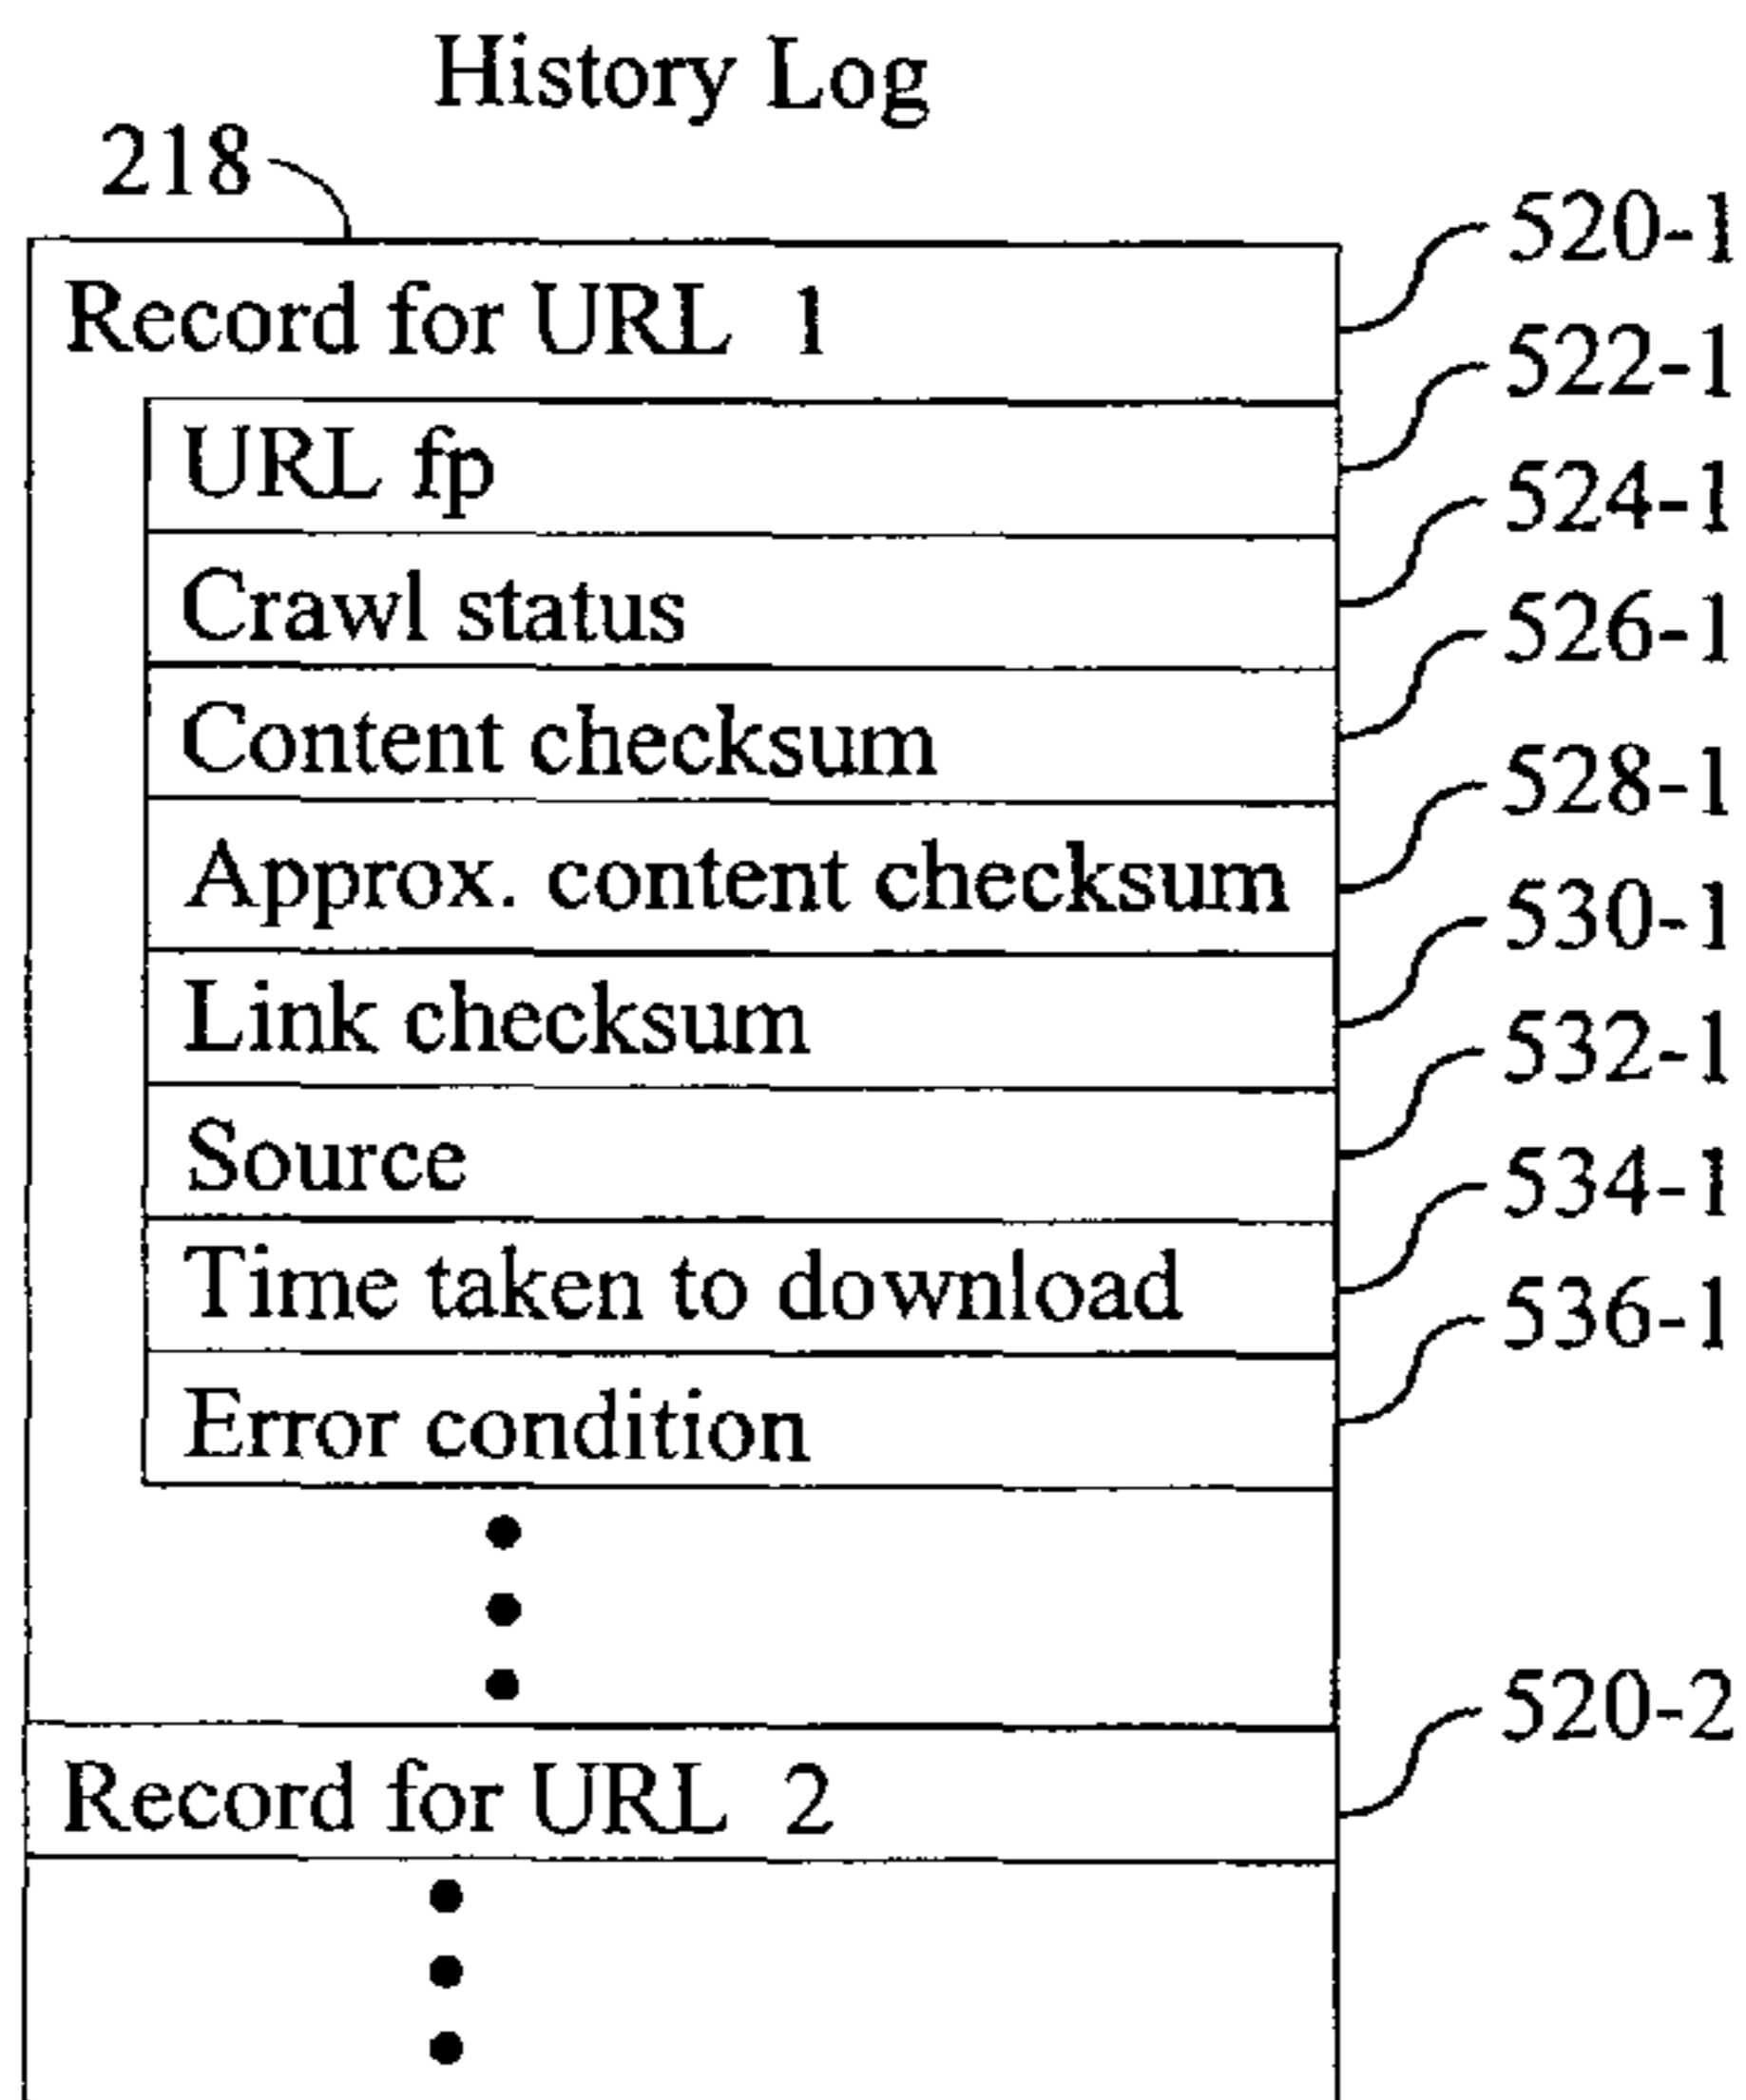 History Log
218
Record for URL 1
520-1
URL fp
522-1
Crawl status
524-1
Content checksum
526-1
Approx. content checksum
528-1
Link checksum
530-1
Source
532-1
Time taken to download
534-1
Error condition
536-1
Record for URL 2
520-2